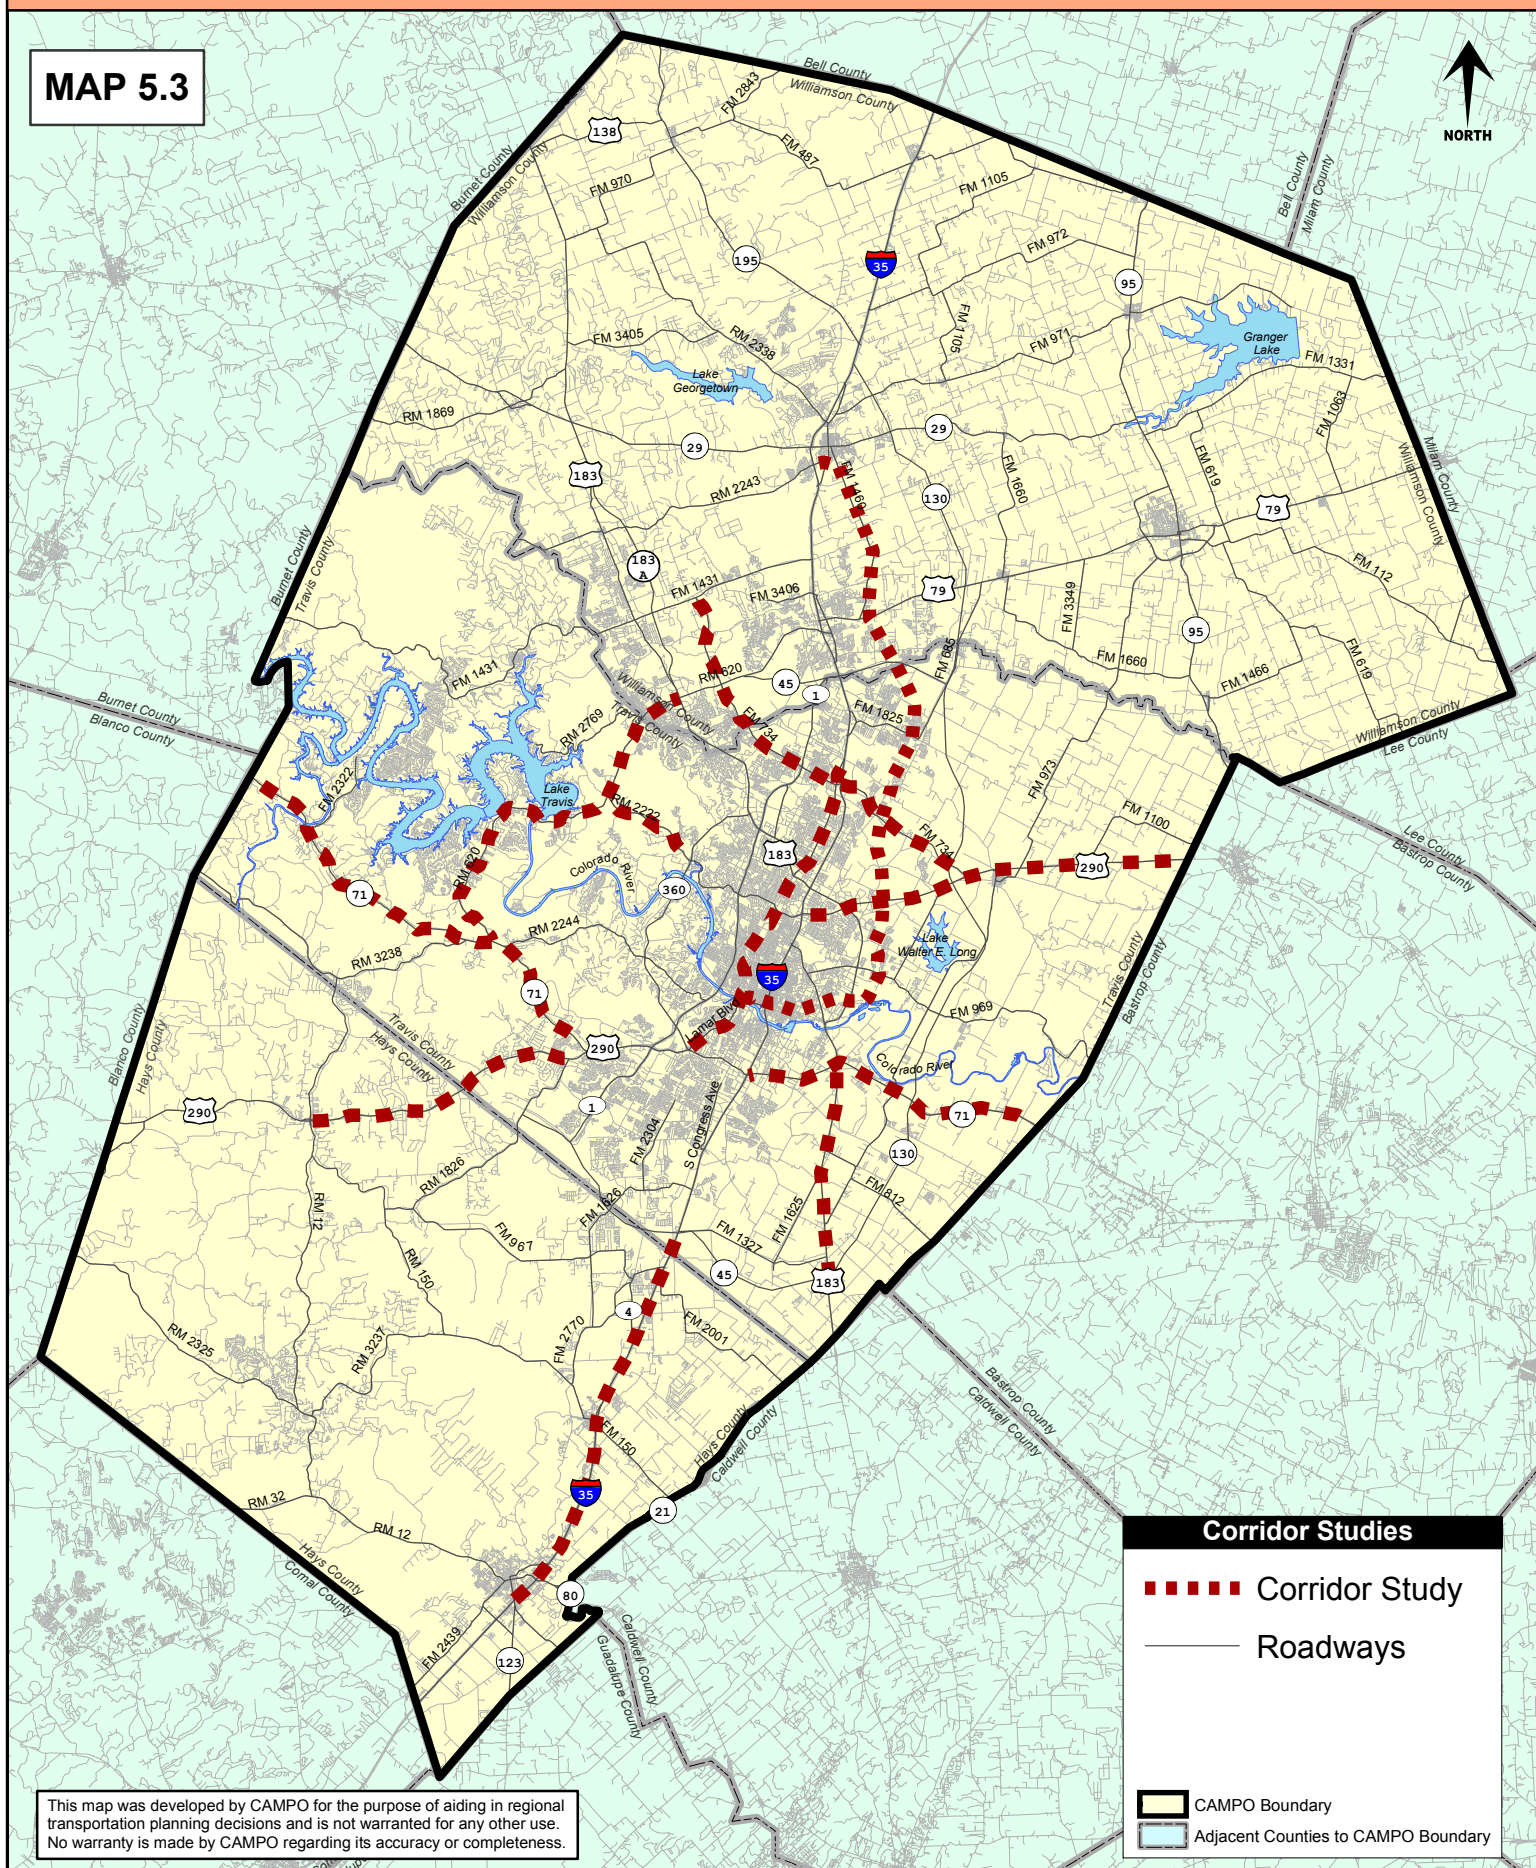 MAP 5.3
NORTH
Bell County
Williamson County
FM 2843
138
FM 487
Burnet County
Williamson County
FM 970
FM 1105
Bell County
Milam County
195
35
FM 972
95
FM 3405
RM 2338
FM 1105
FM 971
Granger
Lake
FM 1331
Lake
Georgetown
RM 1869
FM 1063
29
29
183
FM 1460
RM 2243
FM 1660
FM 619
Milam County
Williamson County
130
79
Burnet County
Travis County
183
A
FM 1431
FM 3406
79
FM 3349
FM 112
95
FM 1431
RM 620
45
1
FM 685
FM 1660
FM 1466
FM 619
Burnet County
Blanco County
Williamson County
Travis County
RM 2769
FM 734
FM 1825
Williamson County
Lee County
FM 2322
Lake
Travis
RM 2222
FM 973
FM 1100
FM 734
Lee County
Bastrop County
183
290
RM 620
Colorado River
360
71
RM 2244
Lake
Walter E. Long
RM 3238
71
35
Travis County
Bastrop County
Lamar Blvd
FM 969
Blanco County
Hays County
Travis County
Hays County
290
Colorado River
290
1
S Congress Ave
FM 2304
71
130
RM 1826
FM 812
RM 12
FM 1626
FM 1625
FM 967
FM 1327
RM 150
45
183
4
FM 2001
RM 2325
RM 3237
FM 2770
Bastrop County
Caldwell County
FM 150
Hays County
Caldwell County
35
21
RM 32
RM 12
Hays County
Comal County
80
FM 2439
123
Caldwell County
Guadalupe County
Corridor Studies
Corridor Study
Roadways
CAMPO Boundary
Adjacent Counties to CAMPO Boundary
This map was developed by CAMPO for the purpose of aiding in regional
transportation planning decisions and is not warranted for any other use.
No warranty is made by CAMPO regarding its accuracy or completeness.